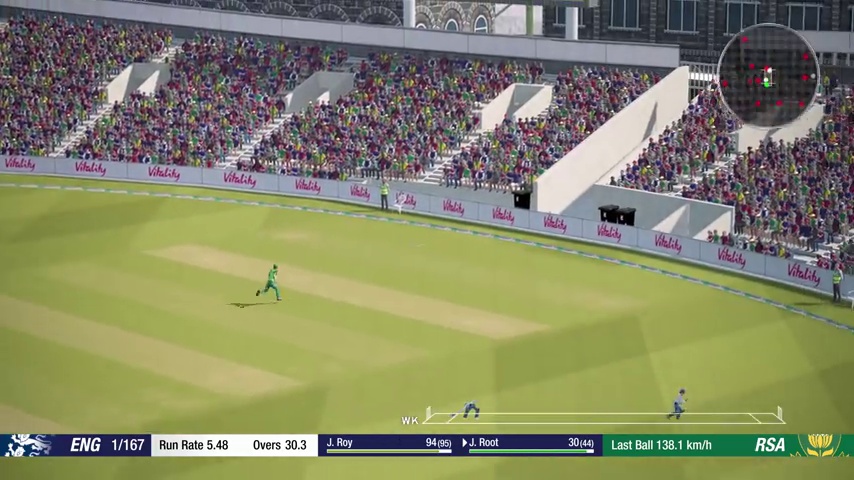 Vitality Vitality Vitality Vitality Vitality Vitality Vitality Vitality Vitality Vitality Vitality Vitality Vitality
WK
ENG 1/167 Run Rate 5.48 Overs 30.3 J. Roy 94(95) J. Root 30(44) Last Ball 138.1 km/h RSA